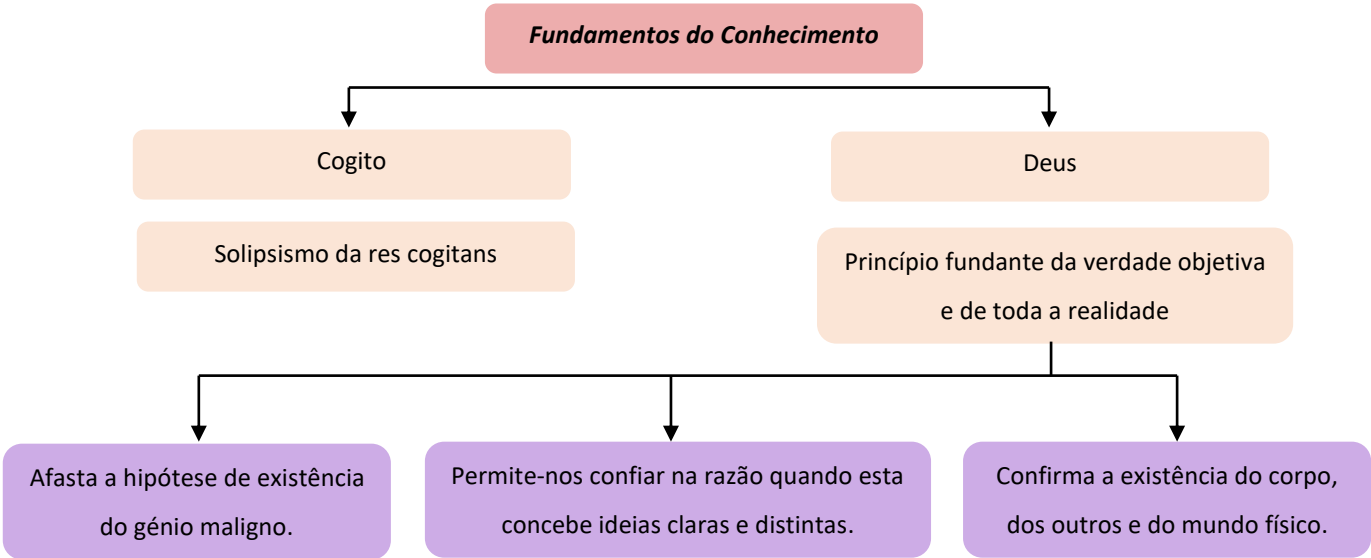 Fundamentos do Conhecimento
Cogito
Deus
Solipsismo da res cogitans
Princípio fundante da verdade objetiva
e de toda a realidade
Afasta a hipótese de existência
do génio maligno.
Permite-nos confiar na razão quando esta
concebe ideias claras e distintas.
Confirma a existência do corpo,
dos outros e do mundo físico.